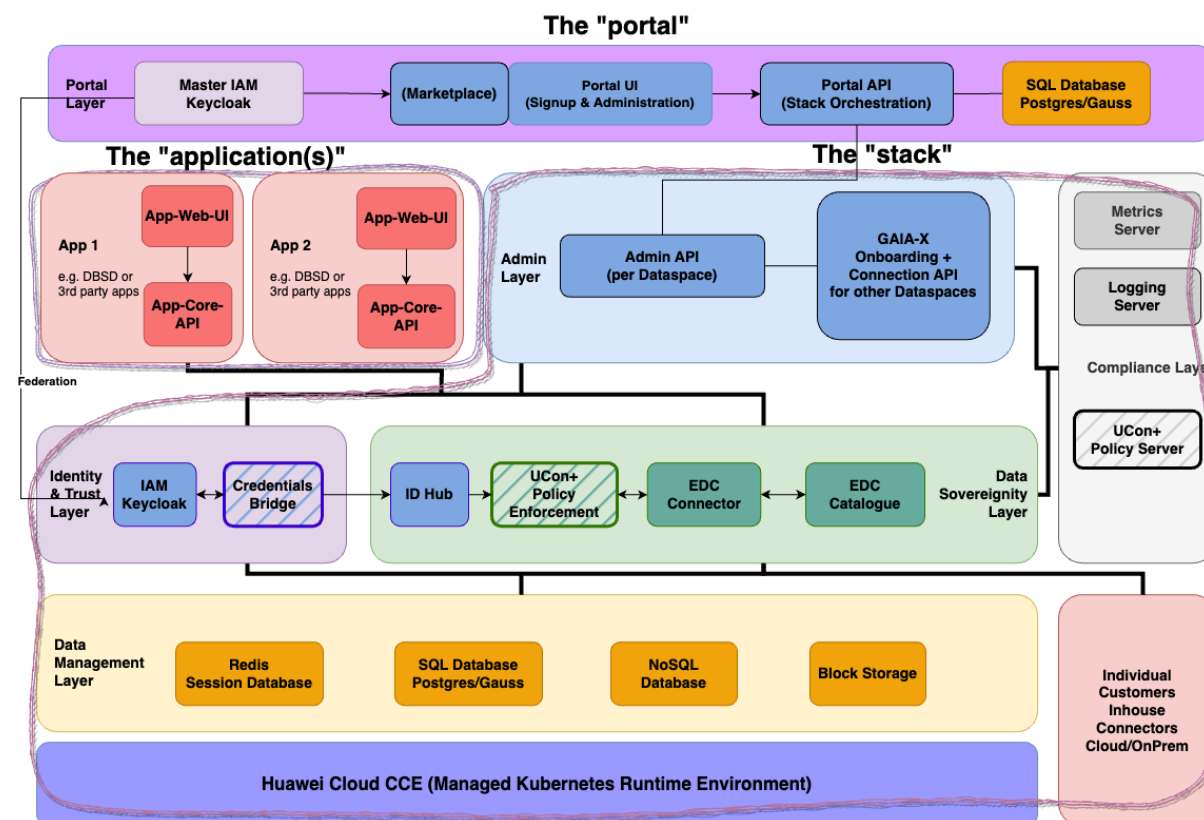 The "portal"
Portal
Layer
Master IAM
Keycloak
(Marketplace)
Portal UI
(Signup & Administration)
Portal API
(Stack Orchestration)
SQL Database
Postgres/Gauss
The "application(s)"
The "stack"
App 1
e.g. DBSD or
3rd party apps
App-Web-UI
App-Core-
API
App 2
e.g. DBSD or
3rd party apps
App-Web-UI
App-Core-
API
Admin
Layer
Admin API
(per Dataspace)
GAIA-X
Onboarding +
Connection API
for other Dataspaces
Metrics
Server
Logging
Server
Compliance Laye
UCon+
Policy Server
Federation
Identity
& Trust
Layer
IAM
Keycloak
Credentials
Bridge
ID Hub
UCon+
Policy
Enforcement
EDC
Connector
EDC
Catalogue
Data
Sovereignity
Layer
Data
Management
Layer
Redis
Session Database
SQL Database
Postgres/Gauss
NoSQL
Database
Block Storage
Individual
Customers
Inhouse
Connectors
Cloud/OnPrem
Huawei Cloud CCE (Managed Kubernetes Runtime Environment)